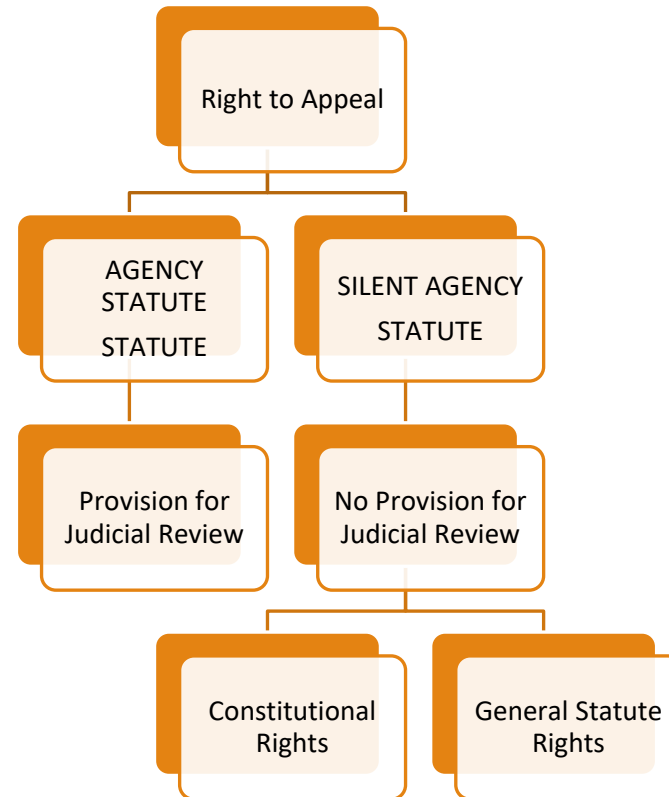 Right to Appeal
AGENCY
STATUTE
STATUTE
SILENT AGENCY
STATUTE
Provision for
Judicial Review
No Provision for
Judicial Review
Constitutional
Rights
General Statute
Rights